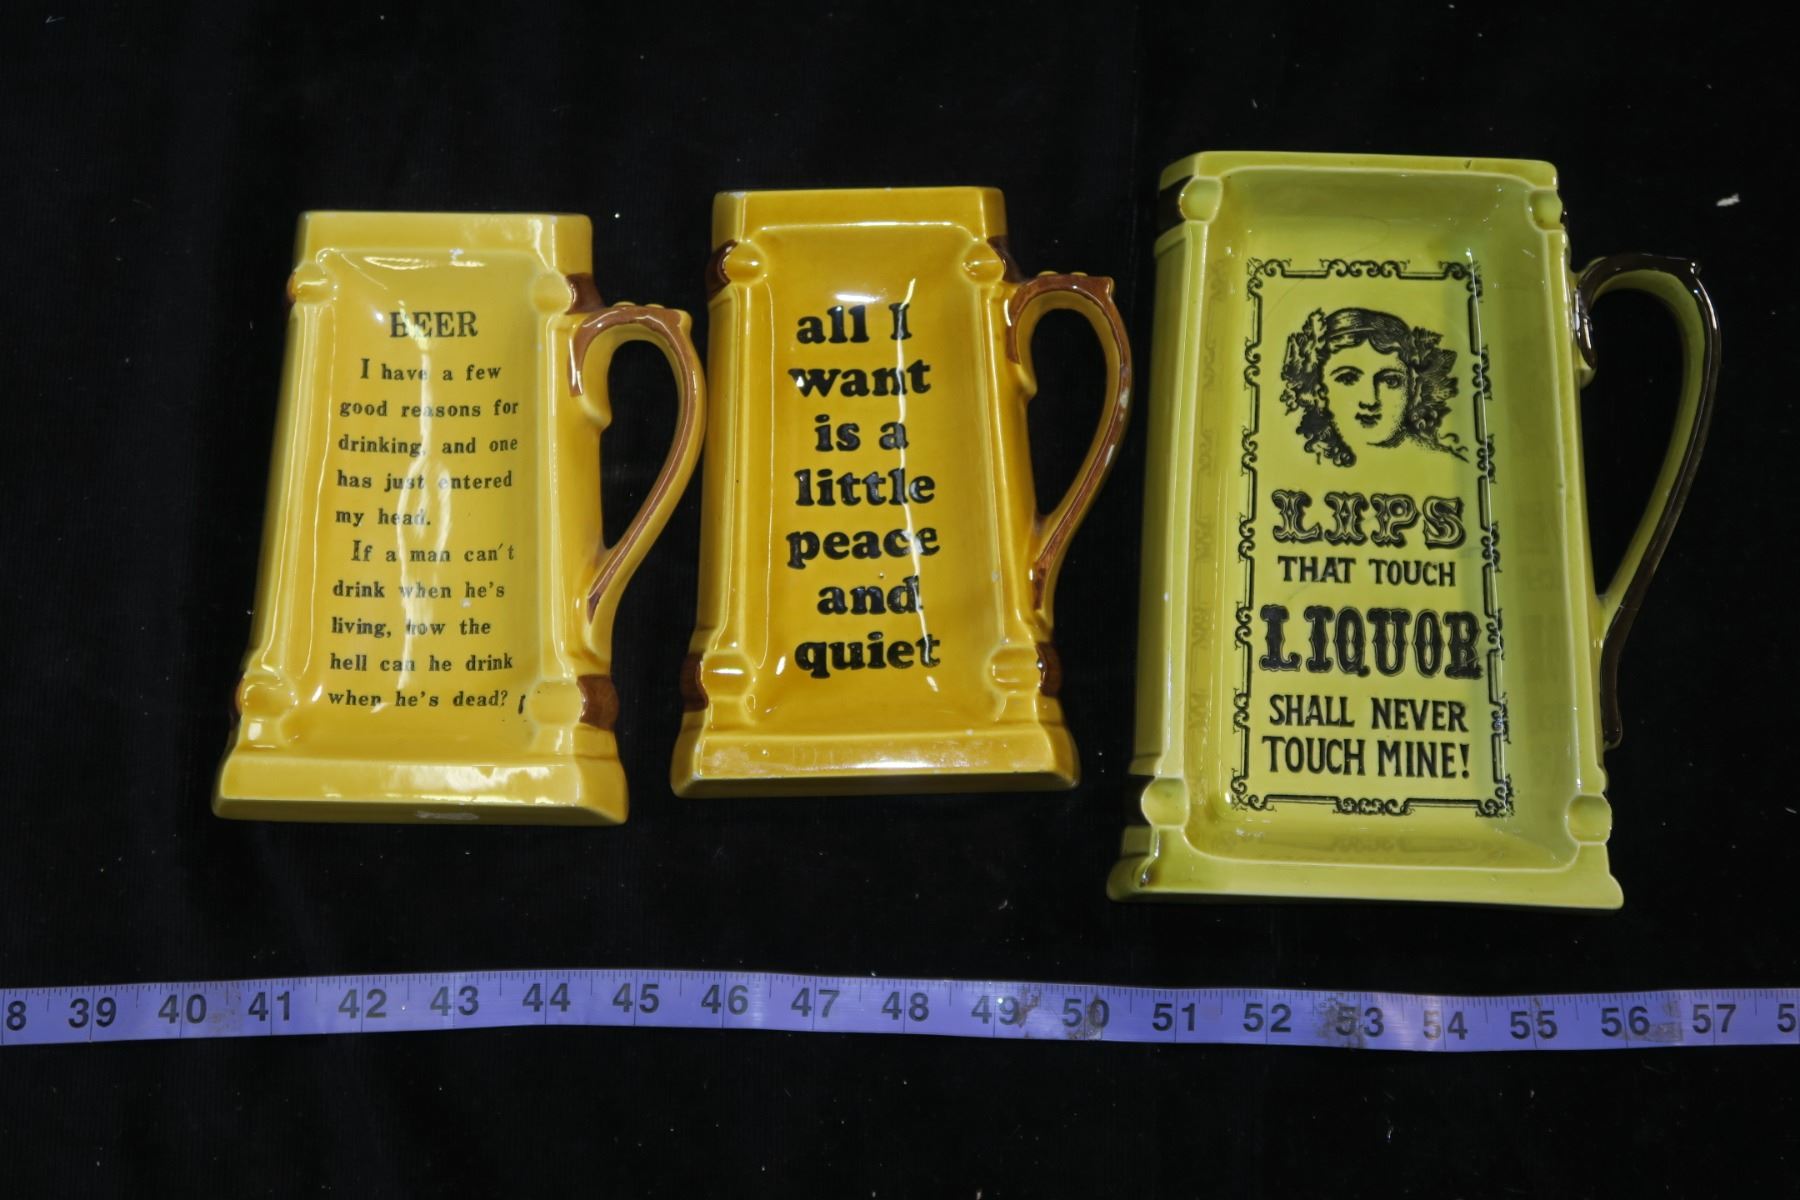 BEER
I have a few
good reasons for
drinking, and one
has just entered
my head.
If a man can't
drink when he's
living, how the
hell can he drink
when he's dead?
all I
want
is a
little
peace
and
quiet
LIPS
THAT TOUCH
LIQUOR
SHALL NEVER
TOUCH MINE!
8 39 40 41 42 43 44 45 46 47 48 49 50 51 52 53 54 55 56 57 5